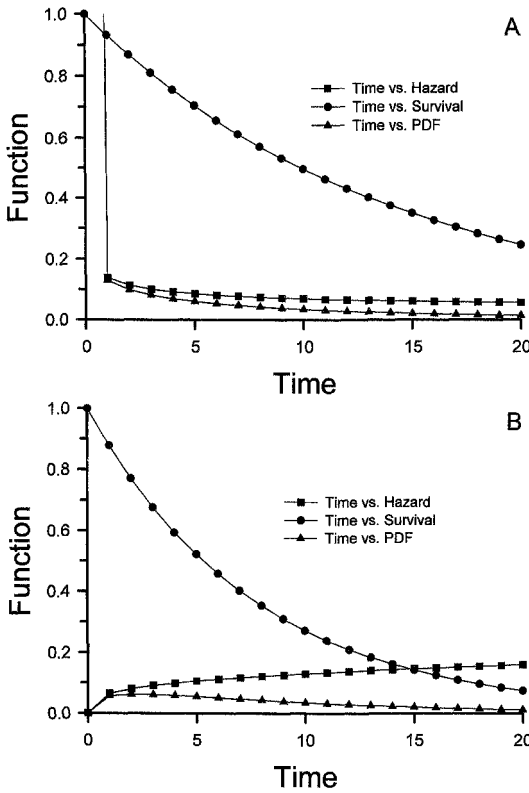 A
1.0
0.8
0.6
0.4
0.2
0.0
Function
Time vs. Hazard
Time vs. Survival
Time vs. PDF
0 5 10 15 20
Time
B
1.0
0.8
0.6
0.4
0.2
0.0
Function
Time vs. Hazard
Time vs. Survival
Time vs. PDF
0 5 10 15 20
Time